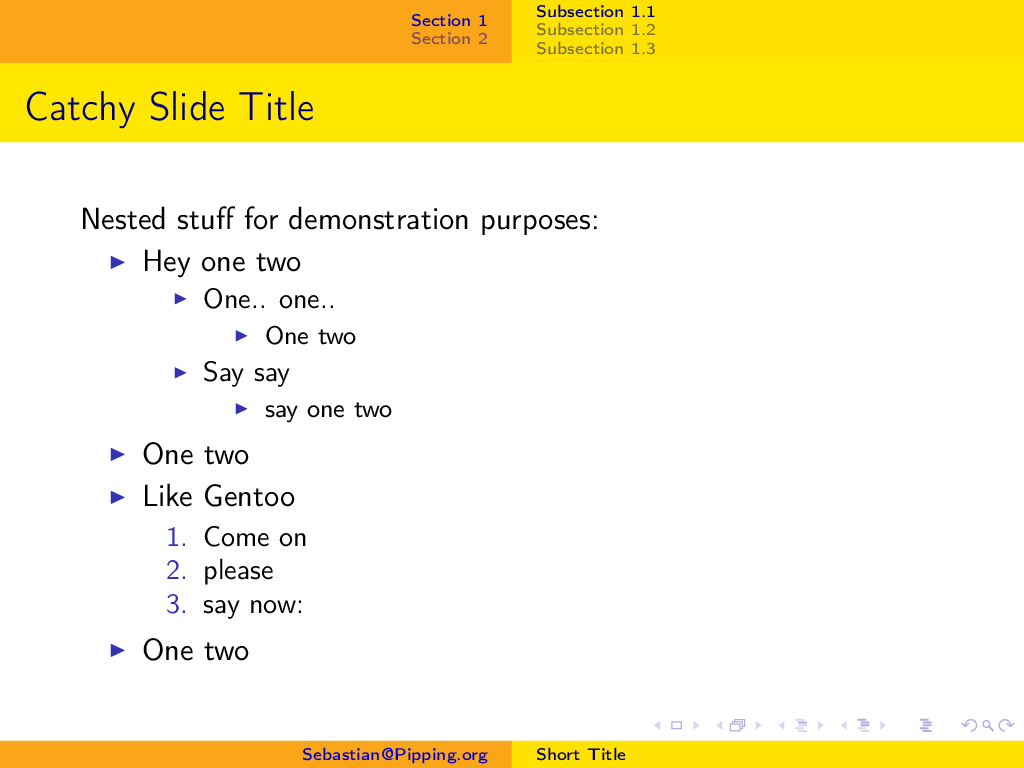 Section 1
Section 2
Subsection 1.1
Subsection 1.2
Subsection 1.3
Catchy Slide Title
Nested stuff for demonstration purposes:
Hey one two
One.. one..
One two
Say say
say one two
One two
Like Gentoo
1. Come on
2. please
3. say now:
One two
Sebastian@Pipping.org
Short Title